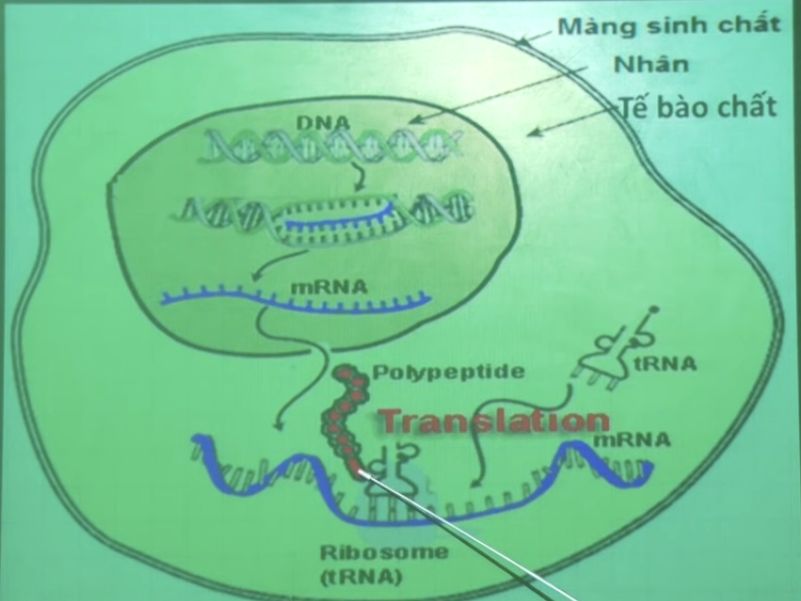 Màng sinh chất
Nhân
Tế bào chất
DNA
mRNA
Polypeptide
tRNA
Translation
mRNA
Ribosome
(tRNA)